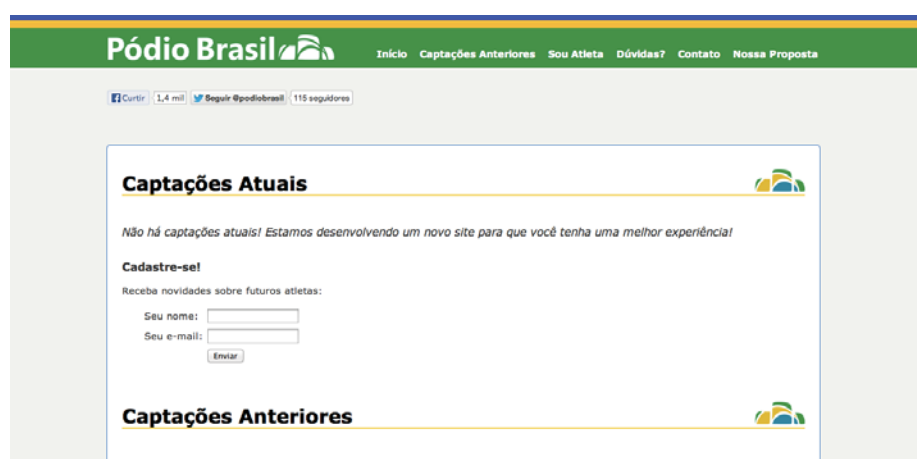 Pódio Brasil
Início Captações Anteriores Sou Atleta Dúvidas? Contato Nossa Proposta
Curtir 1,4 mil Seguir @podiobrasil 115 seguidores
Captações Atuais
Não há captações atuais! Estamos desenvolvendo um novo site para que você tenha uma melhor experiência!
Cadastre-se!
Receba novidades sobre futuros atletas:
Seu nome:
Seu e-mail:
Enviar
Captações Anteriores